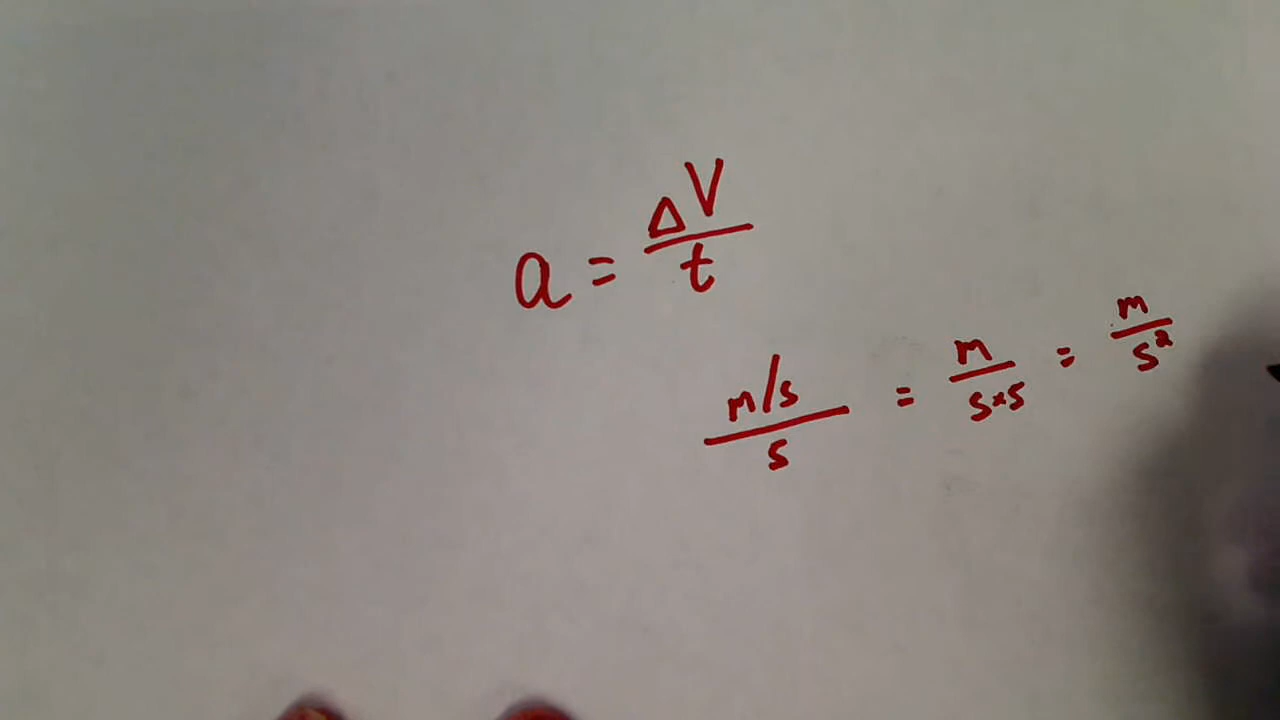 a = ΔV/t
m/s/s = m/s×s = m/s²